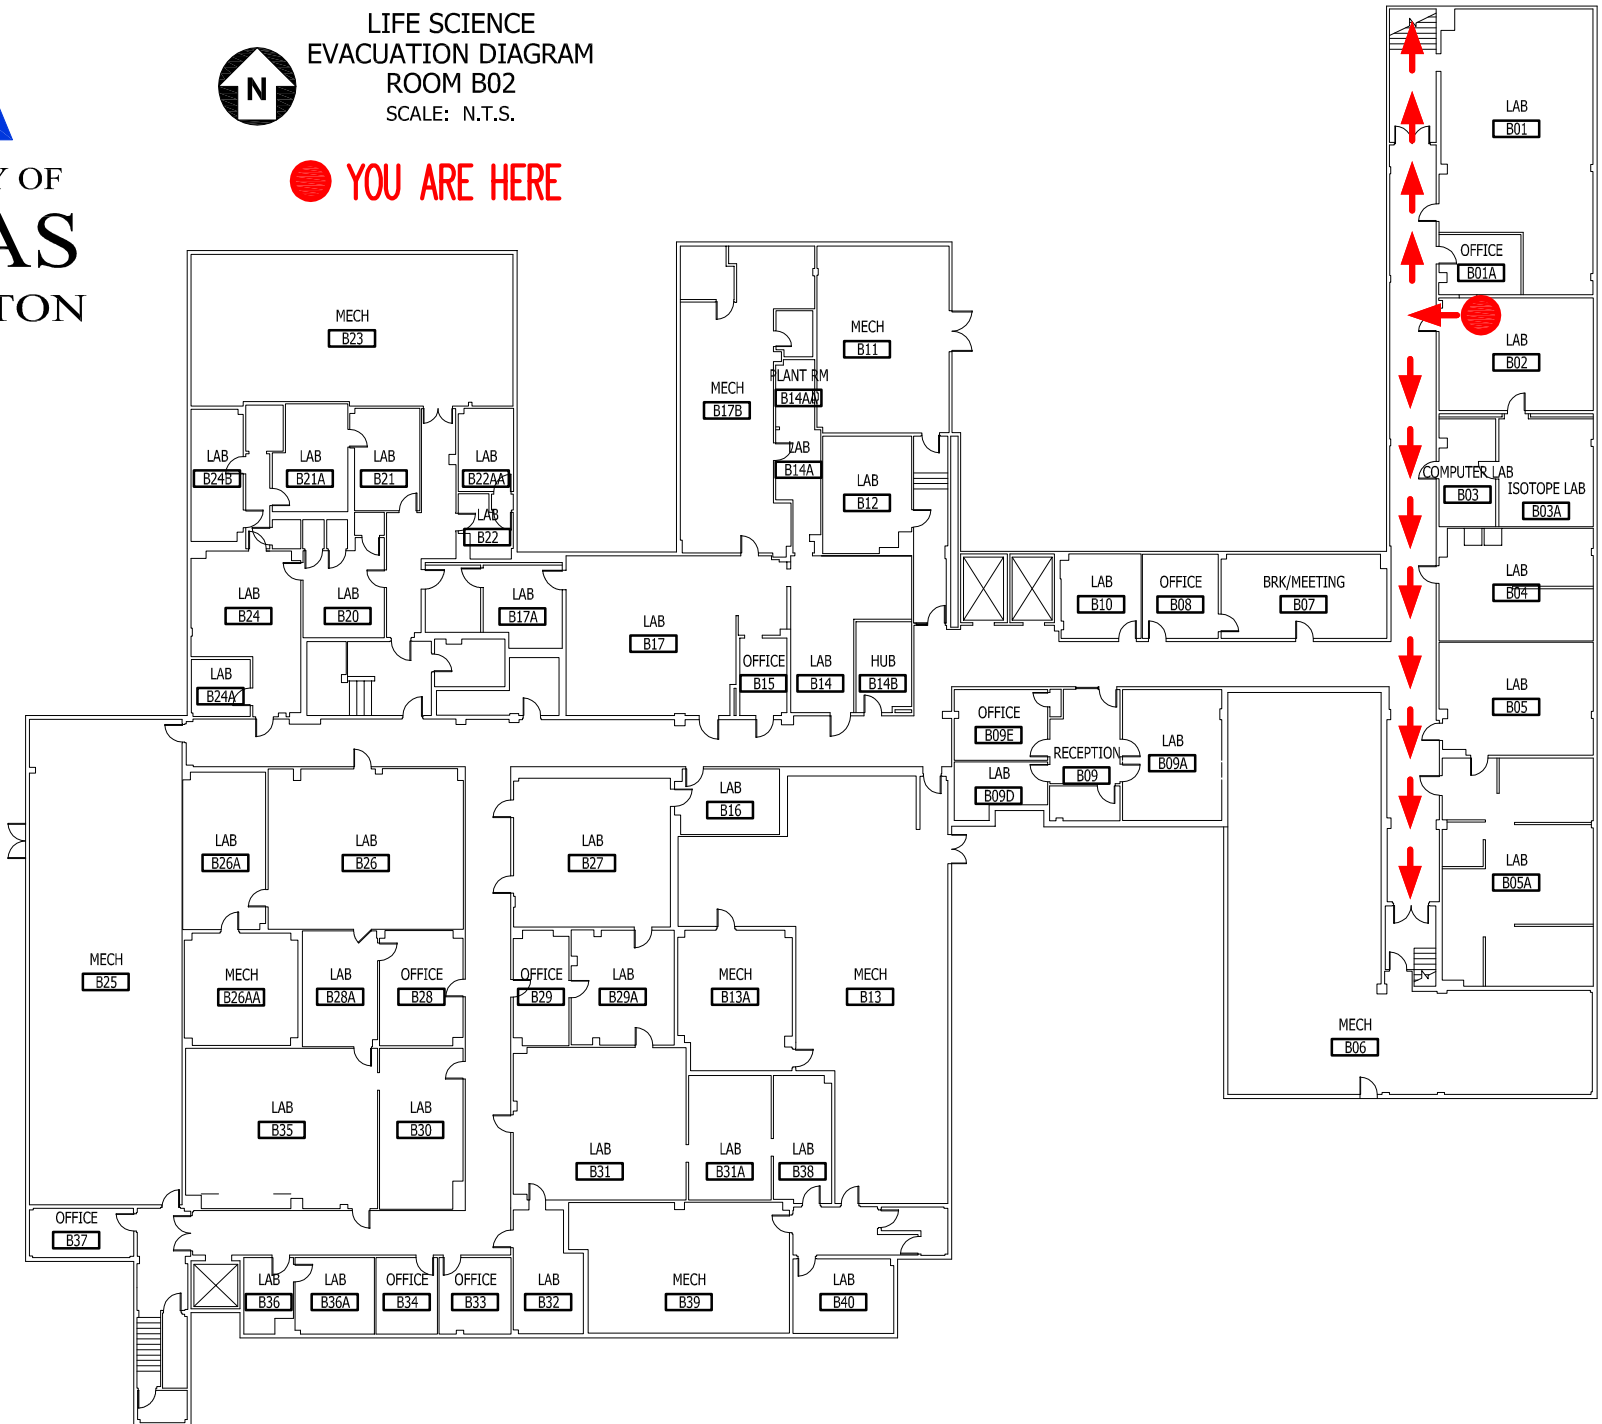 LIFE SCIENCE
EVACUATION DIAGRAM
ROOM B02
SCALE: N.T.S.
N
YOU ARE HERE
Y OF
AS
TON
LAB
B01
OFFICE
B01A
LAB
B02
COMPUTER LAB
B03
ISOTOPE LAB
B03A
LAB
B04
LAB
B05
LAB
B05A
MECH
B06
BRK/MEETING
B07
OFFICE
B08
LAB
B10
MECH
B23
MECH
B11
PLANT RM
B14AA
MECH
B17B
LAB
B14A
LAB
B12
LAB
B24B
LAB
B21A
LAB
B21
LAB
B22AA
LAB
B22
LAB
B24
LAB
B20
LAB
B17A
LAB
B17
OFFICE
B15
LAB
B14
HUB
B14B
LAB
B24A
OFFICE
B09E
RECEPTION
B09
LAB
B09A
LAB
B09D
LAB
B16
LAB
B26A
LAB
B26
LAB
B27
MECH
B25
MECH
B26AA
LAB
B28A
OFFICE
B28
OFFICE
B29
LAB
B29A
MECH
B13A
MECH
B13
LAB
B35
LAB
B30
LAB
B31
LAB
B31A
LAB
B38
OFFICE
B37
LAB
B36
LAB
B36A
OFFICE
B34
OFFICE
B33
LAB
B32
MECH
B39
LAB
B40